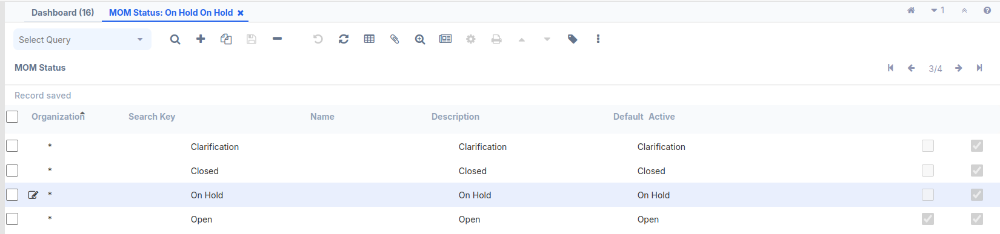 Dashboard (16) MOM Status: On Hold On Hold 1
Select Query
MOM Status 3/4
Record saved
Organization Search Key Name Description Default Active
* Clarification Clarification Clarification
* Closed Closed Closed
* On Hold On Hold On Hold
* Open Open Open